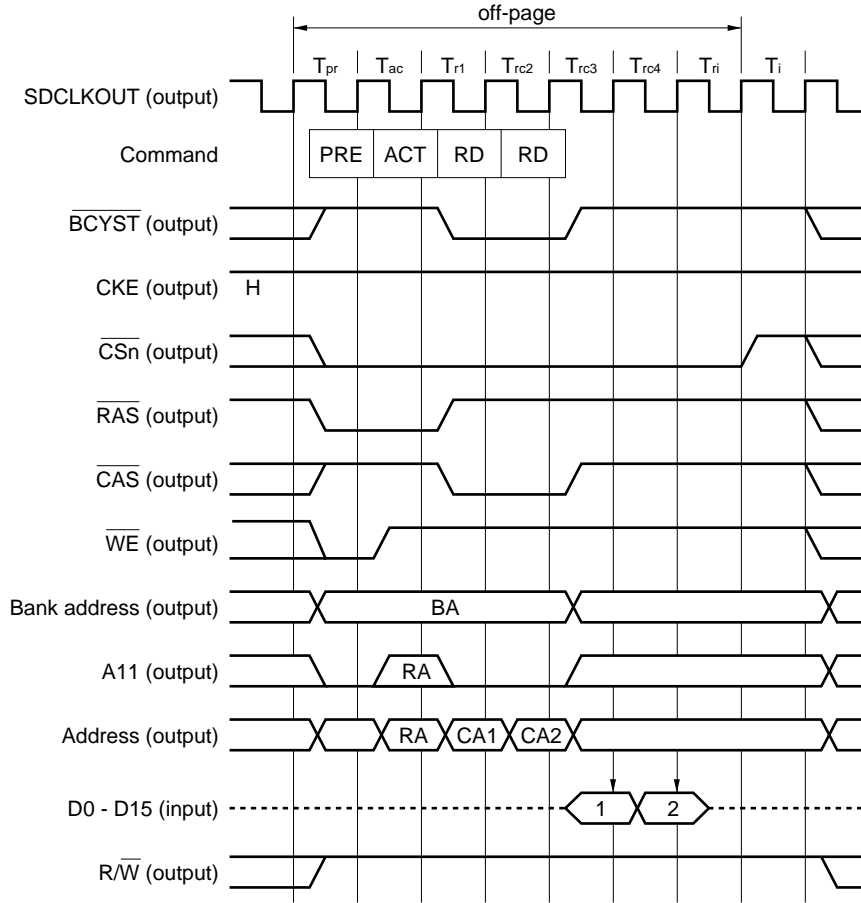 off-page
Tpr Tac Tr1 Trc2 Trc3 Trc4 Tri Ti
SDCLKOUT (output)
Command PRE ACT RD RD
BCYST (output)
CKE (output) H
CSn (output)
RAS (output)
CAS (output)
WE (output)
Bank address (output) BA
A11 (output) RA
Address (output) RA CA1 CA2
D0 - D15 (input) 1 2
R/W (output)